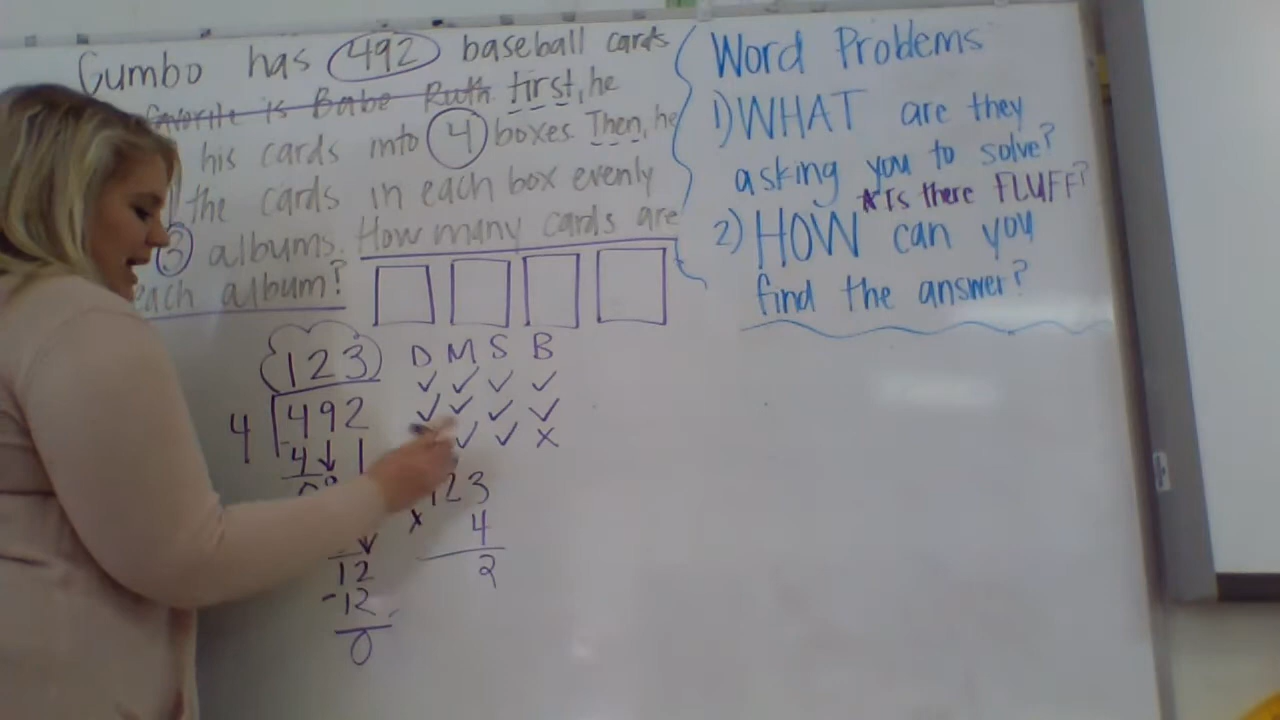 Gumbo has 492 baseball cards
favorite is Babe Ruth. first, he
his cards into 4 boxes. Then, he
the cards in each box evenly
3 albums. How many cards are
each album?
Word Problems
1) WHAT are they
asking you to solve?
*Is there FLUFF?
2) HOW can you
find the answer?
123
4 492
-4
09
12
-12
0
D M S B
✓ ✓ ✓ ✓
✓ ✓ ✓ ✓
✓ ✓ X
123
x 4
2